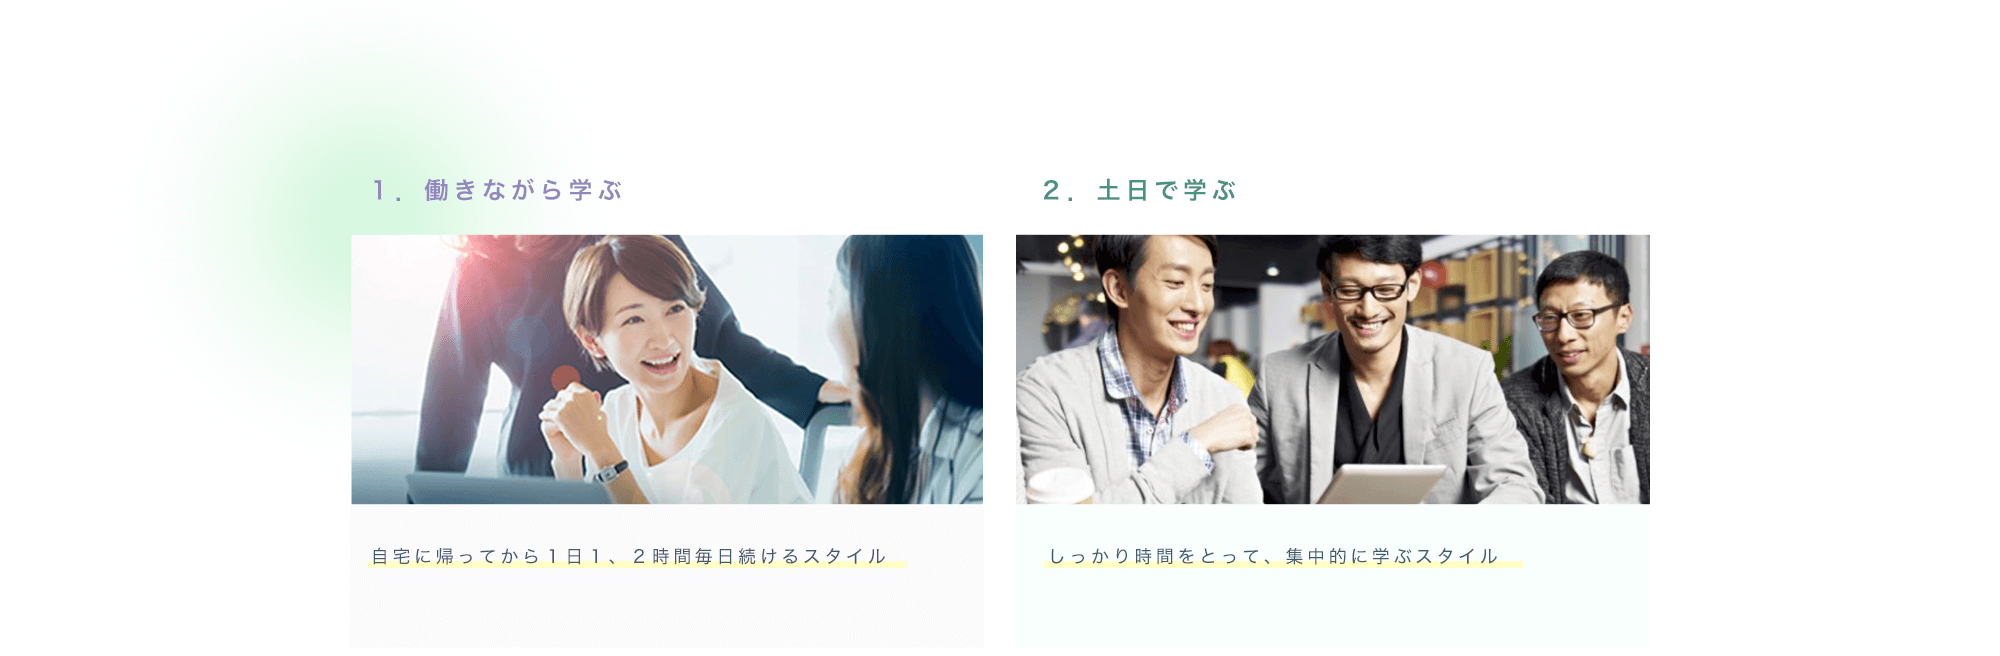 1．働きながら学ぶ
2．土日で学ぶ
自宅に帰ってから１日１、２時間毎日続けるスタイル
しっかり時間をとって、集中的に学ぶスタイル